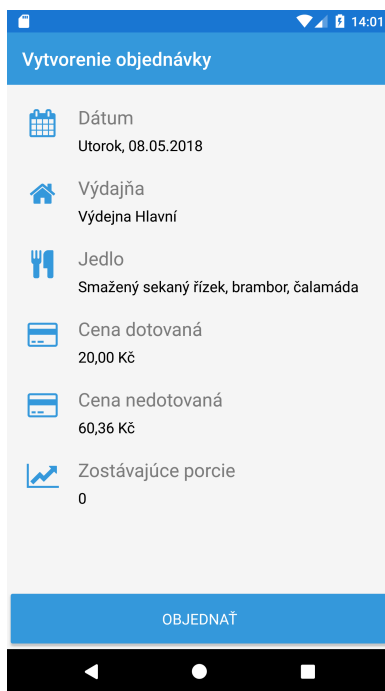 14:01
Vytvorenie objednávky
Dátum
Utorok, 08.05.2018
Výdajňa
Výdejna Hlavní
Jedlo
Smažený sekaný řízek, brambor, čalamáda
Cena dotovaná
20,00 Kč
Cena nedotovaná
60,36 Kč
Zostávajúce porcie
0
OBJEDNAŤ